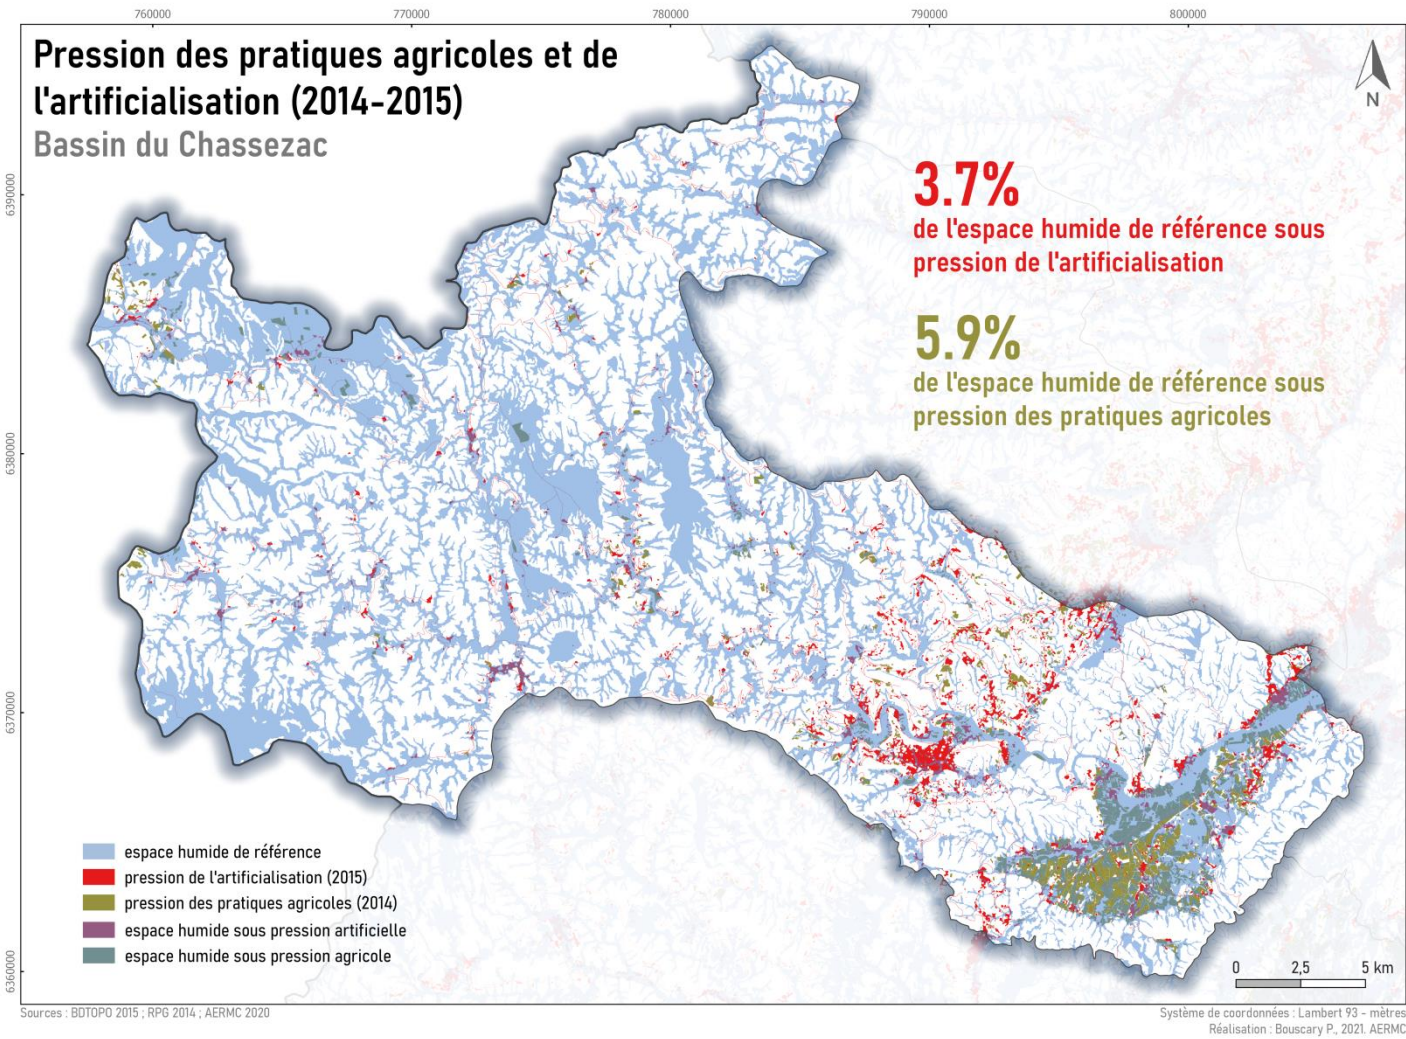 760000
770000
780000
790000
800000
Pression des pratiques agricoles et de
l'artificialisation (2014-2015)
Bassin du Chassezac
N
3.7%
de l'espace humide de référence sous
pression de l'artificialisation
5.9%
de l'espace humide de référence sous
pression des pratiques agricoles
6390000
6380000
6370000
6360000
espace humide de référence
pression de l'artificialisation (2015)
pression des pratiques agricoles (2014)
espace humide sous pression artificielle
espace humide sous pression agricole
0 2,5 5 km
Sources : BDTOPO 2015 ; RPG 2014 ; AERMC 2020
Système de coordonnées : Lambert 93 - mètres
Réalisation : Bouscary P., 2021. AERMC